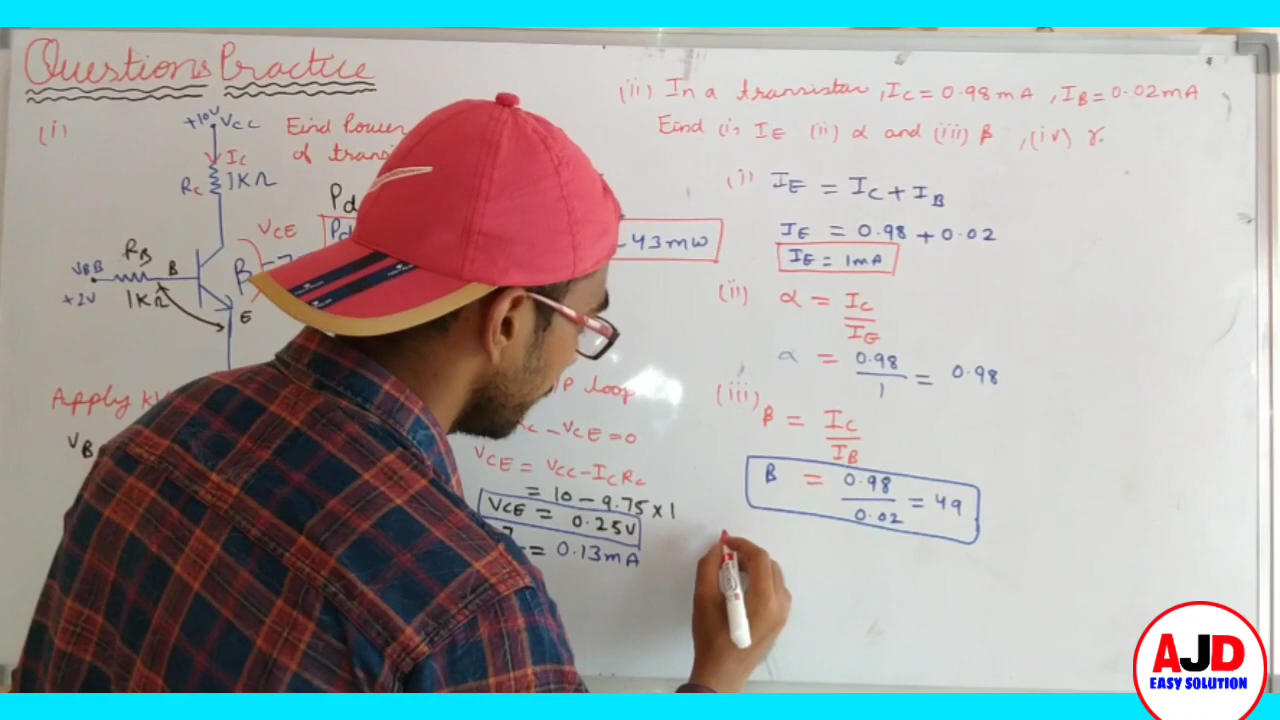 Questions Practice
(i)
+10V VCC
Find Power
of
IC
RC 1KΩ
VCE
RB
VBB
B
+2V
1KΩ
E
β
Pd
Pd
43mW
Apply
VB
loop
- VCE = 0
VCE = VCC - ICRC
= 10 - 9.75 × 1
VCE = 0.25V
= 0.13mA
(ii) In a transistor, IC = 0.98mA, IB = 0.02mA
Find (i) IE (ii) α and (iii) β , (iv) γ.
(i) IE = IC + IB
IE = 0.98 + 0.02
IE = 1mA
(ii) α = IC / IE
α = 0.98 / 1 = 0.98
(iii) β = IC / IB
β = 0.98 / 0.02 = 49
AJD
EASY SOLUTION